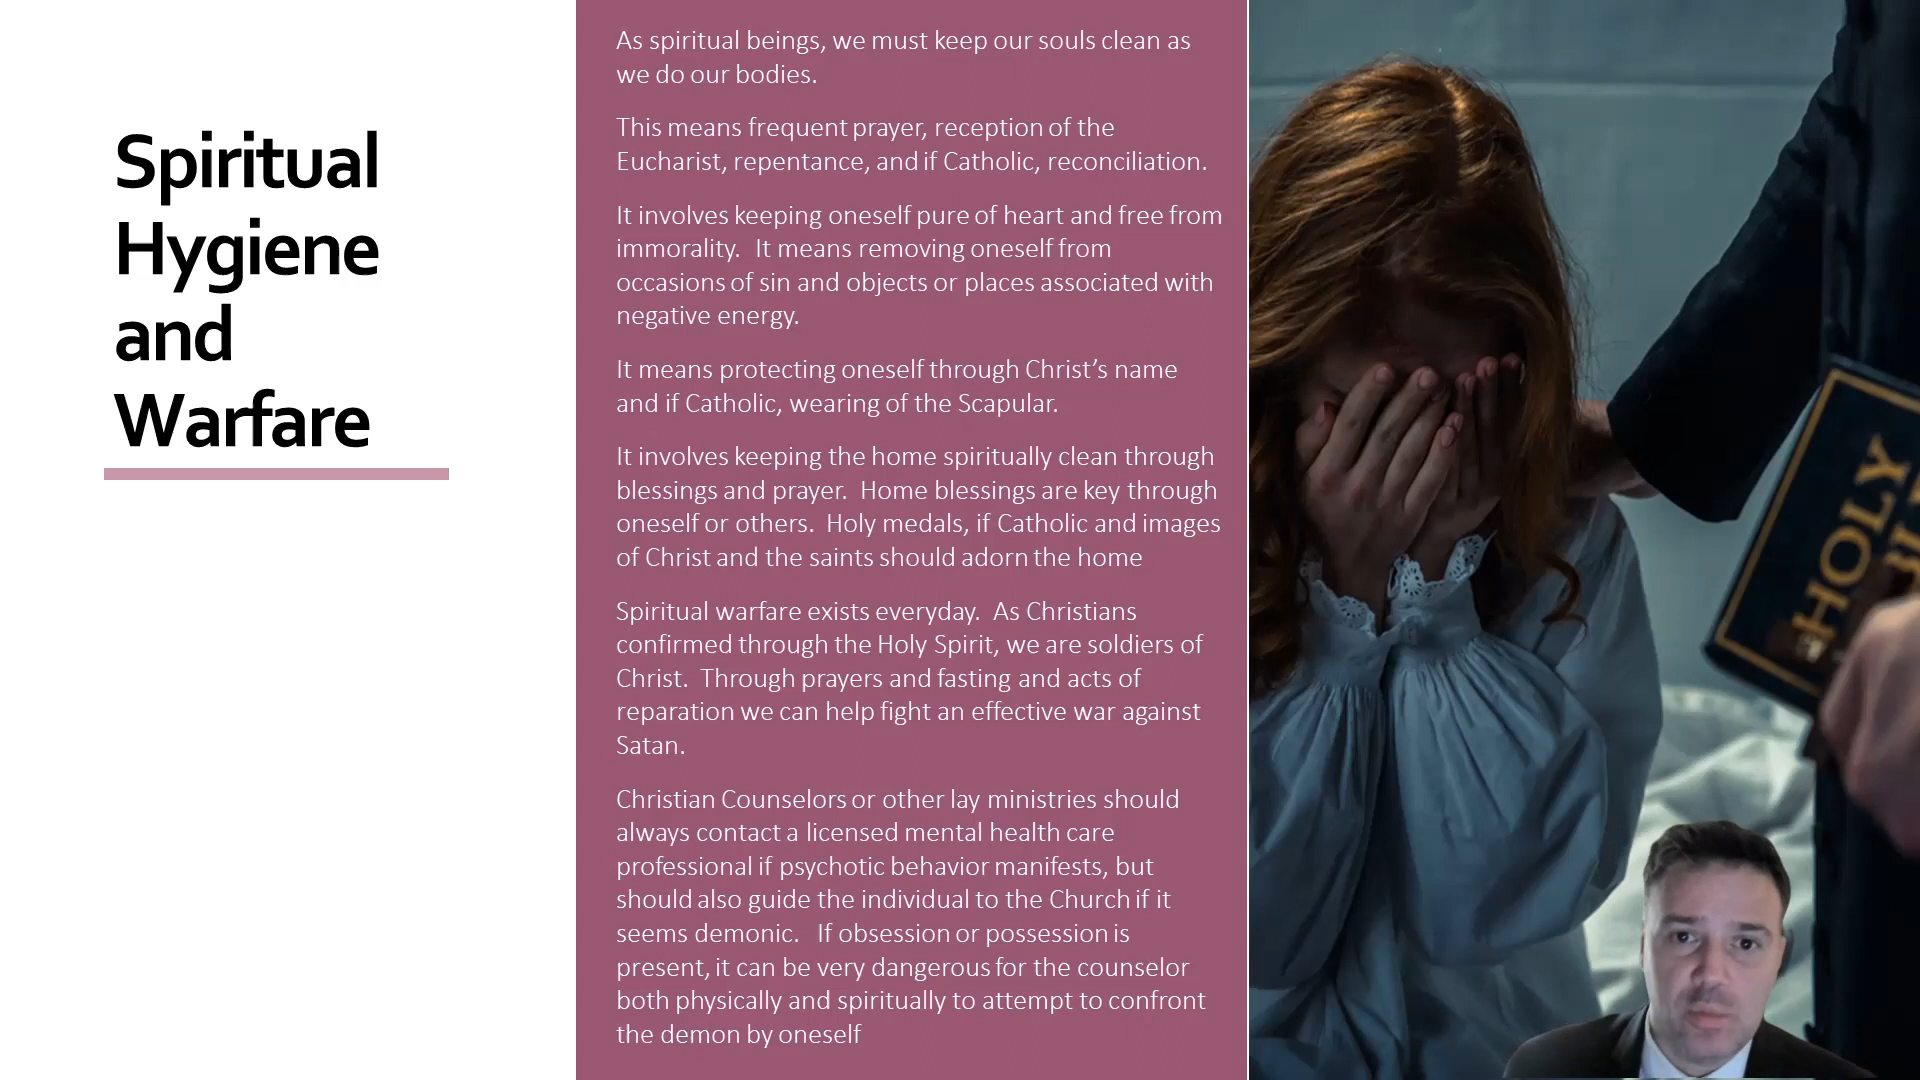 Spiritual
Hygiene
and
Warfare
As spiritual beings, we must keep our souls clean as
we do our bodies.
This means frequent prayer, reception of the
Eucharist, repentance, and if Catholic, reconciliation.
It involves keeping oneself pure of heart and free from
immorality.  It means removing oneself from
occasions of sin and objects or places associated with
negative energy.
It means protecting oneself through Christ’s name
and if Catholic, wearing of the Scapular.
It involves keeping the home spiritually clean through
blessings and prayer.  Home blessings are key through
oneself or others.  Holy medals, if Catholic and images
of Christ and the saints should adorn the home
Spiritual warfare exists everyday.  As Christians
confirmed through the Holy Spirit, we are soldiers of
Christ.  Through prayers and fasting and acts of
reparation we can help fight an effective war against
Satan.
Christian Counselors or other lay ministries should
always contact a licensed mental health care
professional if psychotic behavior manifests, but
should also guide the individual to the Church if it
seems demonic.   If obsession or possession is
present, it can be very dangerous for the counselor
both physically and spiritually to attempt to confront
the demon by oneself
HOLY